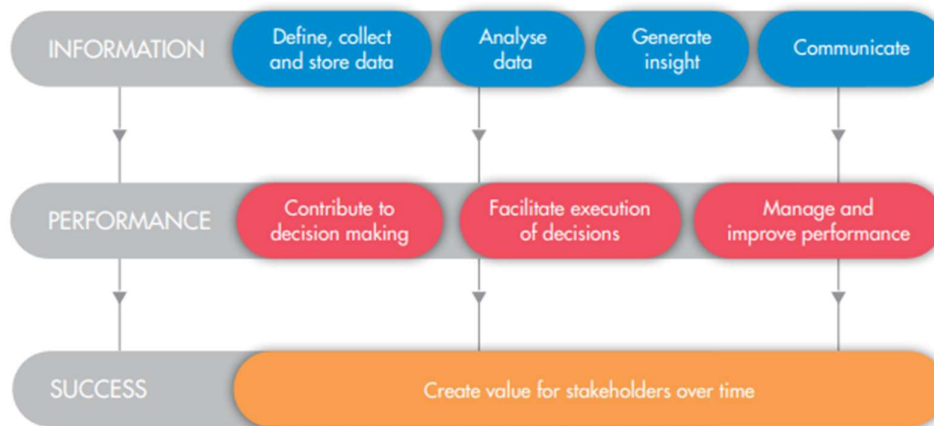 INFORMATION
Define, collect
and store data
Analyse
data
Generate
insight
Communicate
PERFORMANCE
Contribute to
decision making
Facilitate execution
of decisions
Manage and
improve performance
SUCCESS
Create value for stakeholders over time